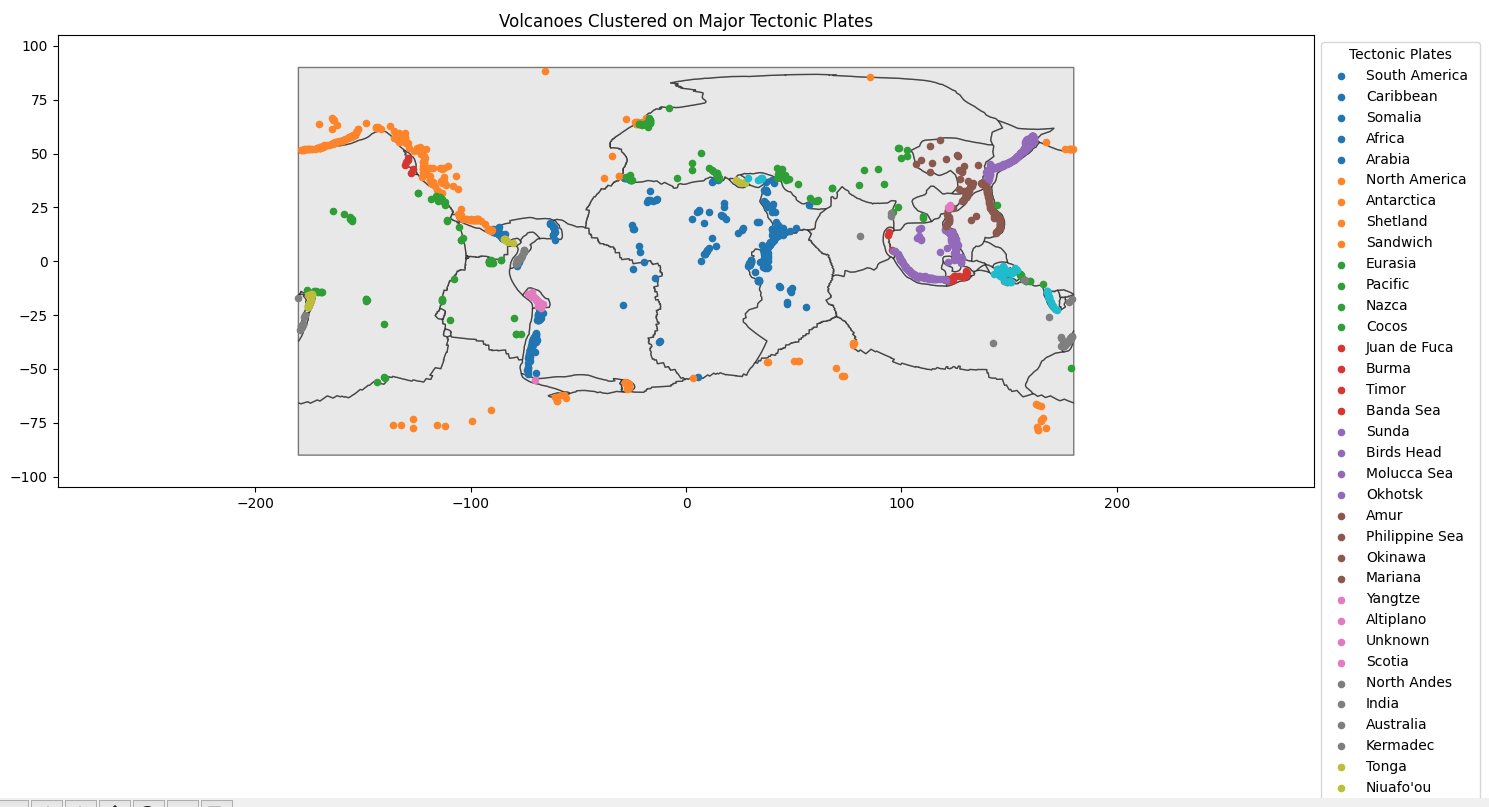 Volcanoes Clustered on Major Tectonic Plates
100
75
50
25
0
−25
−50
−75
−100
−200
−100
0
100
200
Tectonic Plates
South America
Caribbean
Somalia
Africa
Arabia
North America
Antarctica
Shetland
Sandwich
Eurasia
Pacific
Nazca
Cocos
Juan de Fuca
Burma
Timor
Banda Sea
Sunda
Birds Head
Molucca Sea
Okhotsk
Amur
Philippine Sea
Okinawa
Mariana
Yangtze
Altiplano
Unknown
Scotia
North Andes
India
Australia
Kermadec
Tonga
Niuafo'ou